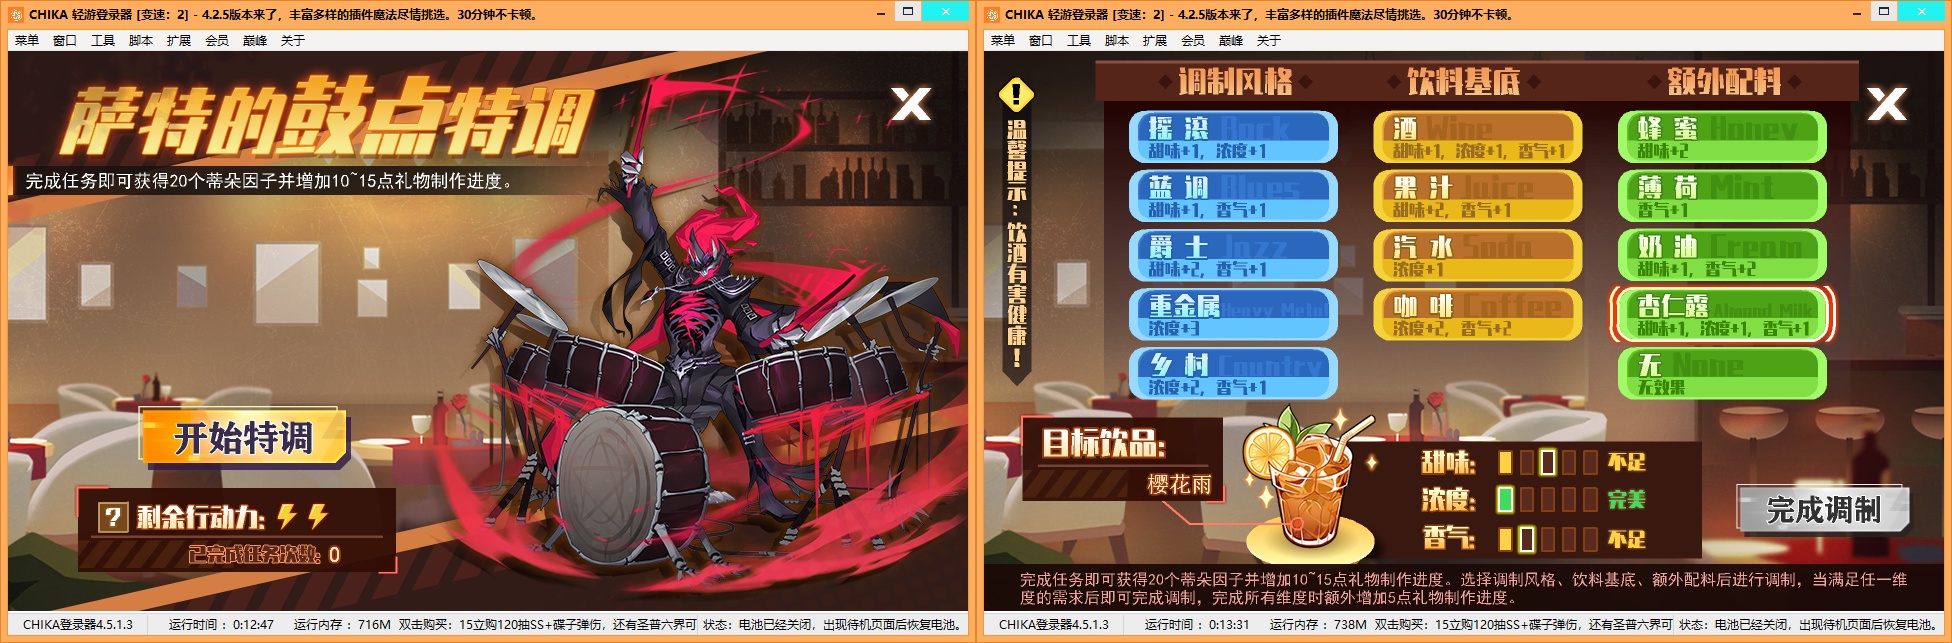 CHIKA 轻游登录器 [变速：2] - 4.2.5版本来了，丰富多样的插件魔法尽情挑选。30分钟不卡顿。
菜单 窗口 工具 脚本 扩展 会员 巅峰 关于
萨特的鼓点特调
完成任务即可获得20个蒂朵因子并增加10~15点礼物制作进度。
开始特调
? 剩余行动力:
已完成任务次数: 0
CHIKA登录器4.5.1.3 运行时间 : 0:12:47 运行内存 : 716M 双击购买：15立购120抽SS+碟子弹伤，还有圣普六界可 状态：电池已经关闭，出现待机页面后恢复电池。
CHIKA 轻游登录器 [变速：2] - 4.2.5版本来了，丰富多样的插件魔法尽情挑选。30分钟不卡顿。
菜单 窗口 工具 脚本 扩展 会员 巅峰 关于
温馨提示:饮酒有害健康!
调制风格 饮料基底 额外配料
摇滚 Rock
甜味+1, 浓度+1
蓝调 Blues
甜味+1, 香气+1
爵士 Jazz
甜味+2, 香气+1
重金属 Heavy Metal
浓度+3
乡村 Country
浓度+2, 香气+1
酒 Wine
甜味+1, 浓度+1, 香气+1
果汁 Juice
甜味+2, 香气+1
汽水 Soda
浓度+1
咖啡 Coffee
浓度+2, 香气+2
蜂蜜 Honey
甜味+2
薄荷 Mint
香气+1
奶油 Cream
甜味+1, 香气+2
杏仁露 Almond Milk
甜味+1, 浓度+1, 香气+1
无 None
无效果
目标饮品:
樱花雨
甜味: 不足
浓度: 完美
香气: 不足
完成调制
完成任务即可获得20个蒂朵因子并增加10~15点礼物制作进度。选择调制风格、饮料基底、额外配料后进行调制，当满足任一维
度的需求后即可完成调制，完成所有维度时额外增加5点礼物制作进度。
CHIKA登录器4.5.1.3 运行时间 : 0:13:31 运行内存 : 738M 双击购买：15立购120抽SS+碟子弹伤，还有圣普六界可 状态：电池已经关闭，出现待机页面后恢复电池。